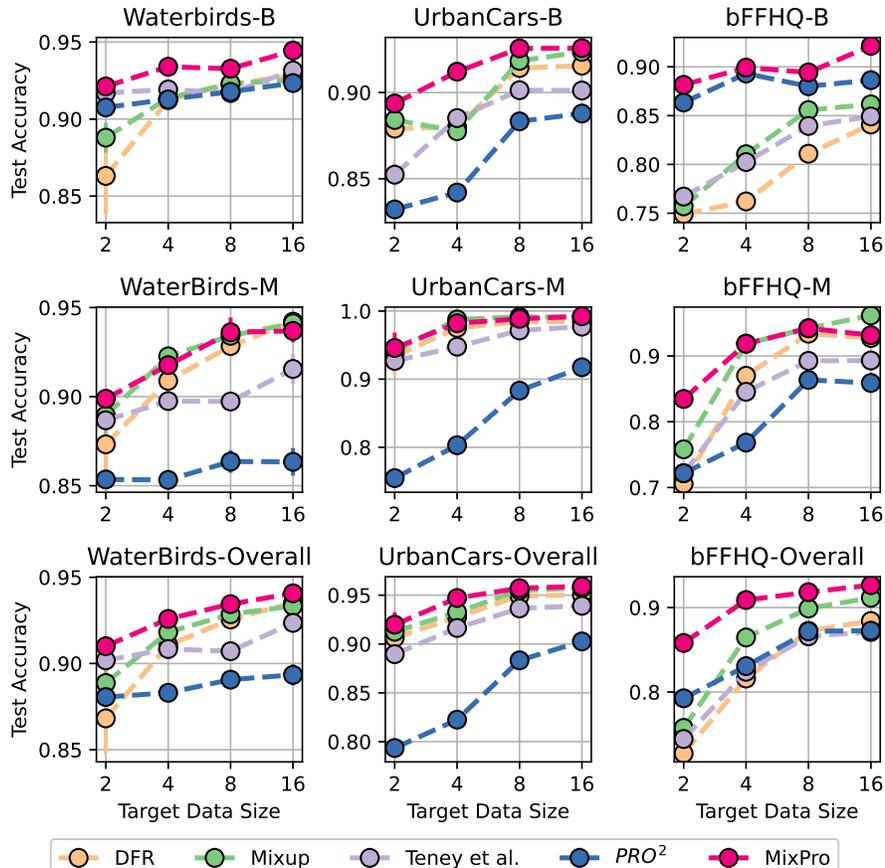 Waterbirds-B UrbanCars-B bFFHQ-B
Test Accuracy
0.95
0.90
0.85
2 4 8 16
0.90
0.85
2 4 8 16
0.90
0.85
0.80
0.75
2 4 8 16
WaterBirds-M UrbanCars-M bFFHQ-M
Test Accuracy
0.95
0.90
0.85
2 4 8 16
1.0
0.9
0.8
2 4 8 16
0.9
0.8
0.7
2 4 8 16
WaterBirds-Overall UrbanCars-Overall bFFHQ-Overall
Test Accuracy
0.95
0.90
0.85
2 4 8 16
Target Data Size
0.95
0.90
0.85
0.80
2 4 8 16
Target Data Size
0.9
0.8
2 4 8 16
Target Data Size
DFR Mixup Teney et al. PRO² MixPro